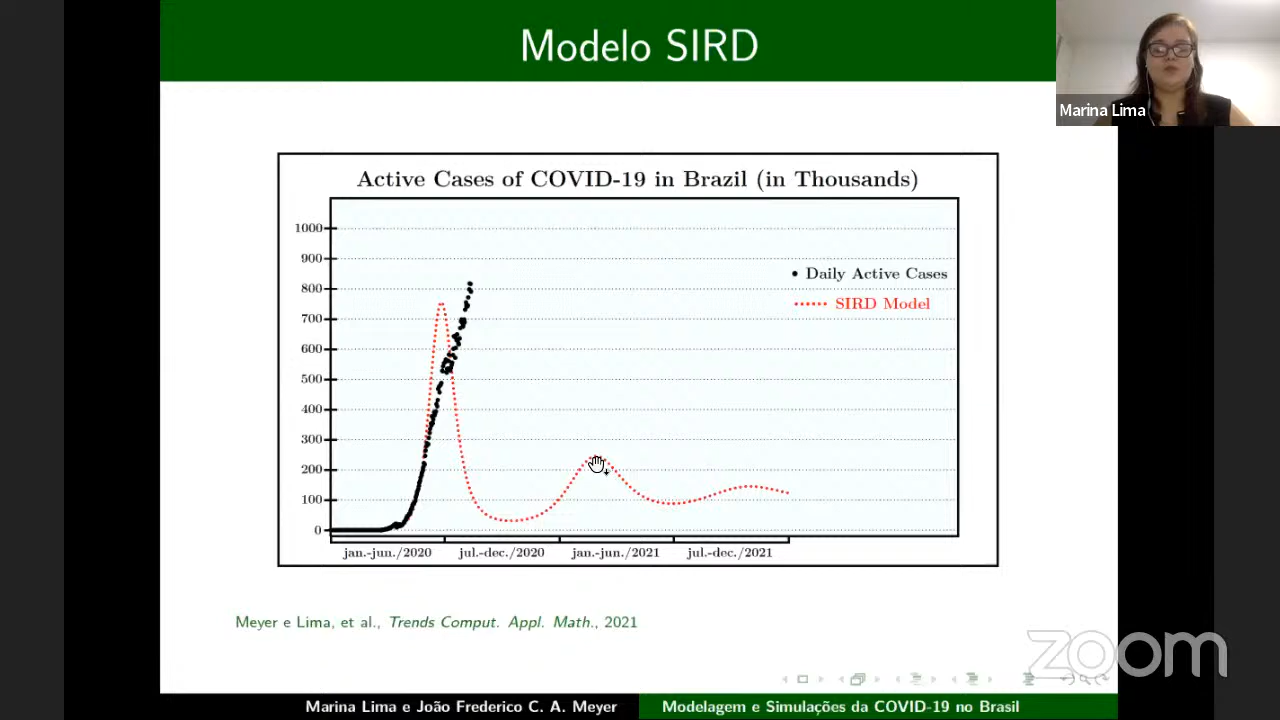 Modelo SIRD
Marina Lima
Active Cases of COVID-19 in Brazil (in Thousands)
1000
900
800
700
600
500
400
300
200
100
0
Daily Active Cases
SIRD Model
jan.-jun./2020
jul.-dec./2020
jan.-jun./2021
jul.-dec./2021
Meyer e Lima, et al., Trends Comput. Appl. Math., 2021
zoom
Marina Lima e João Frederico C. A. Meyer
Modelagem e Simulações da COVID-19 no Brasil